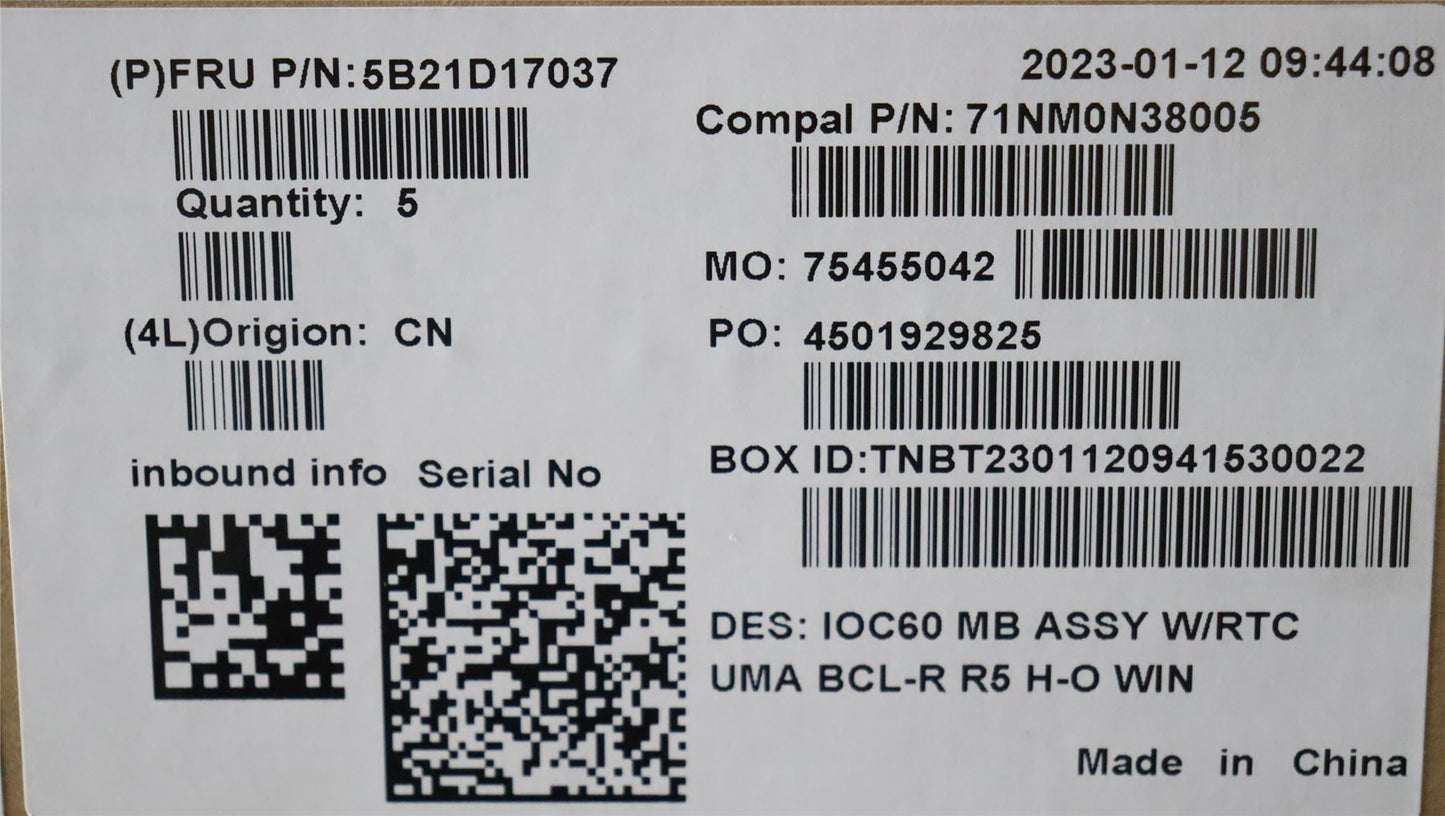 (P)FRU P/N:5B21D17037
Quantity: 5
(4L)Origion: CN
inbound info Serial No
2023-01-12 09:44:08
Compal P/N: 71NM0N38005
MO: 75455042
PO: 4501929825
BOX ID:TNBT2301120941530022
DES: IOC60 MB ASSY W/RTC
UMA BCL-R R5 H-O WIN
Made in China